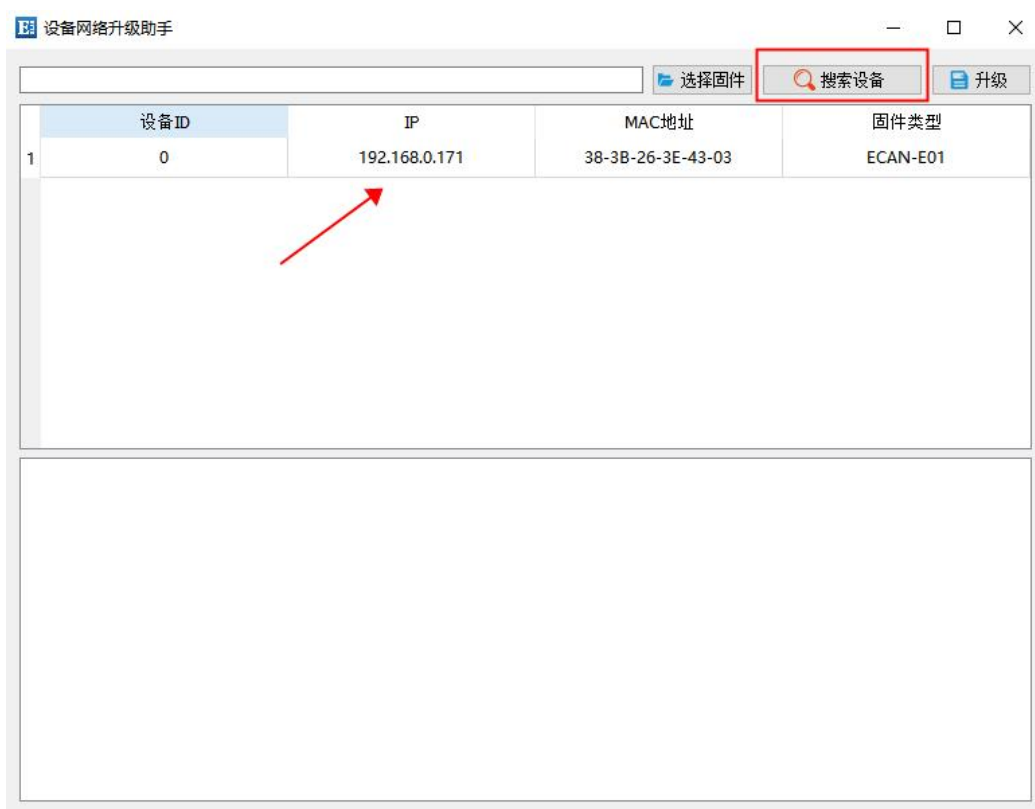 设备网络升级助手
选择固件 搜索设备 升级
设备ID IP MAC地址 固件类型
1 0 192.168.0.171 38-3B-26-3E-43-03 ECAN-E01